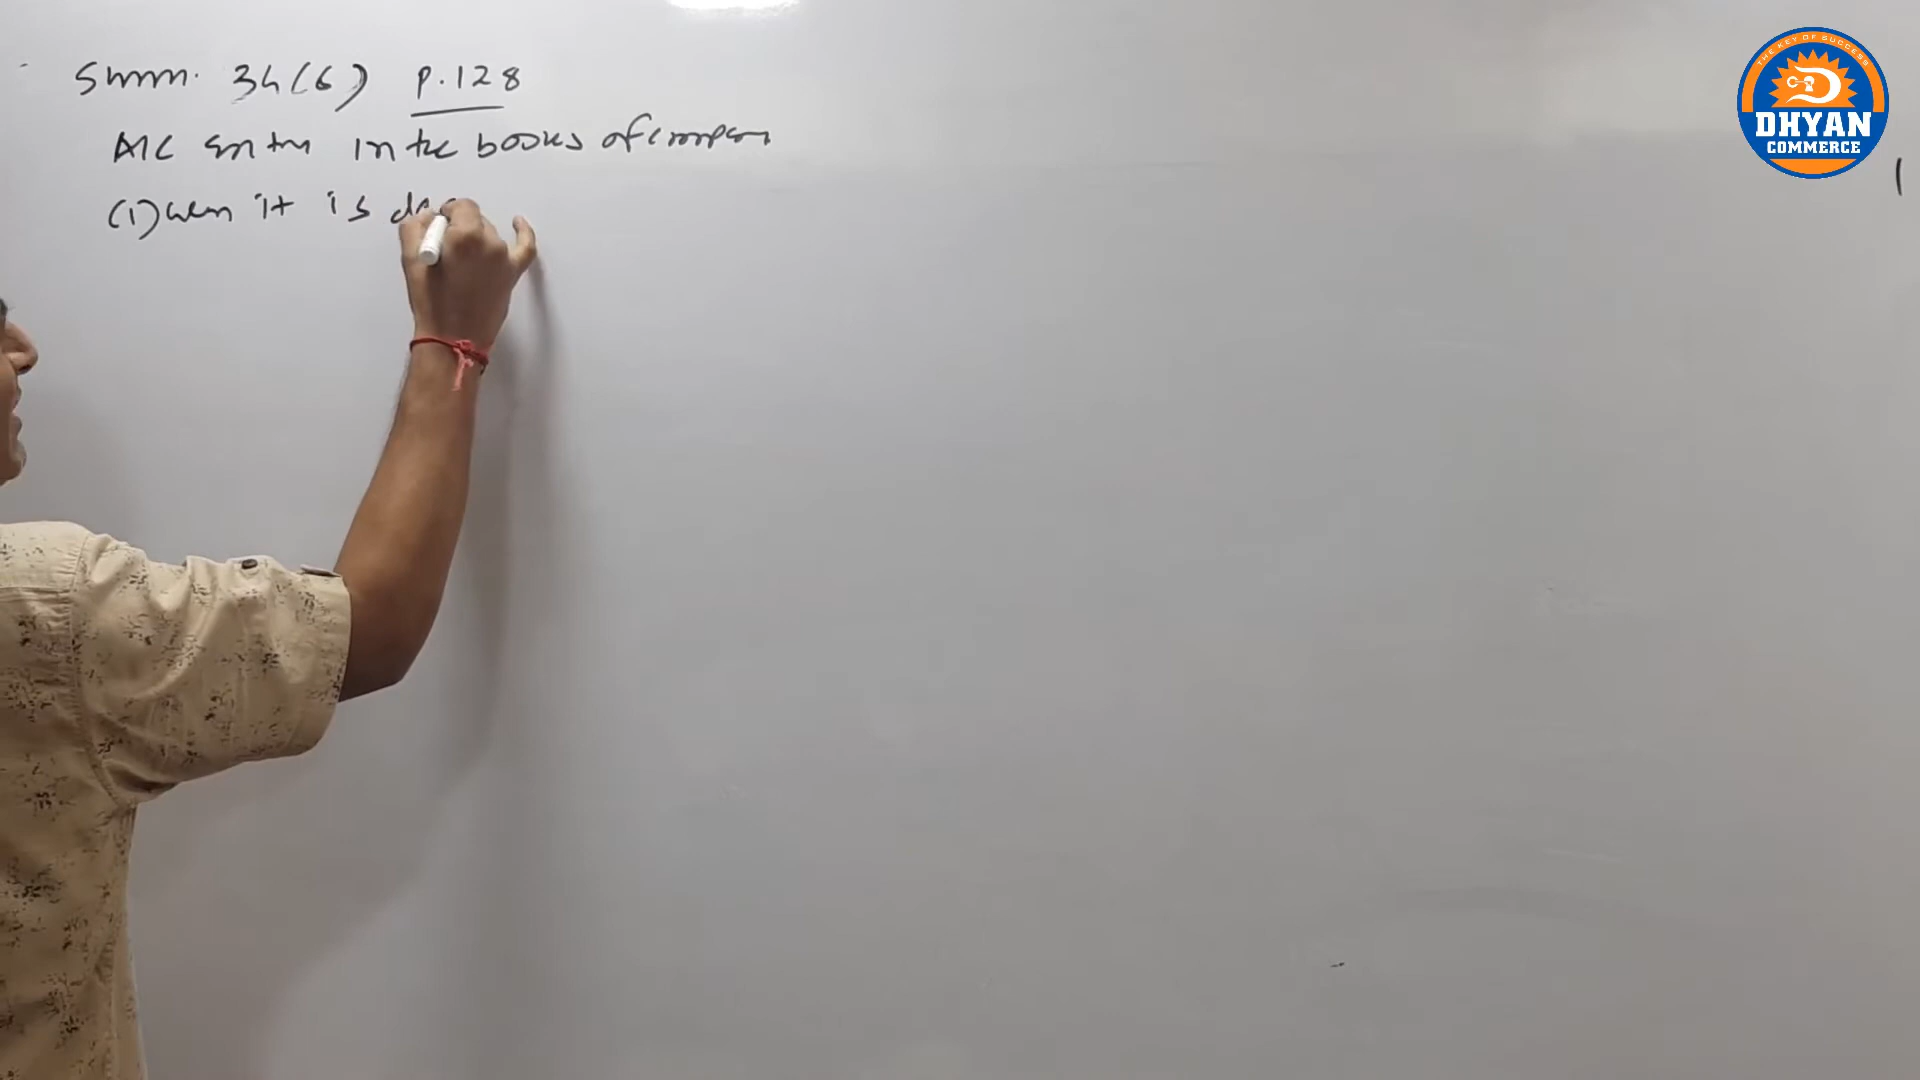 Summ. 34(6) P.128
A/C entry in the books of company
(1) when it is
THE KEY OF SUCCESS
DHYAN
COMMERCE